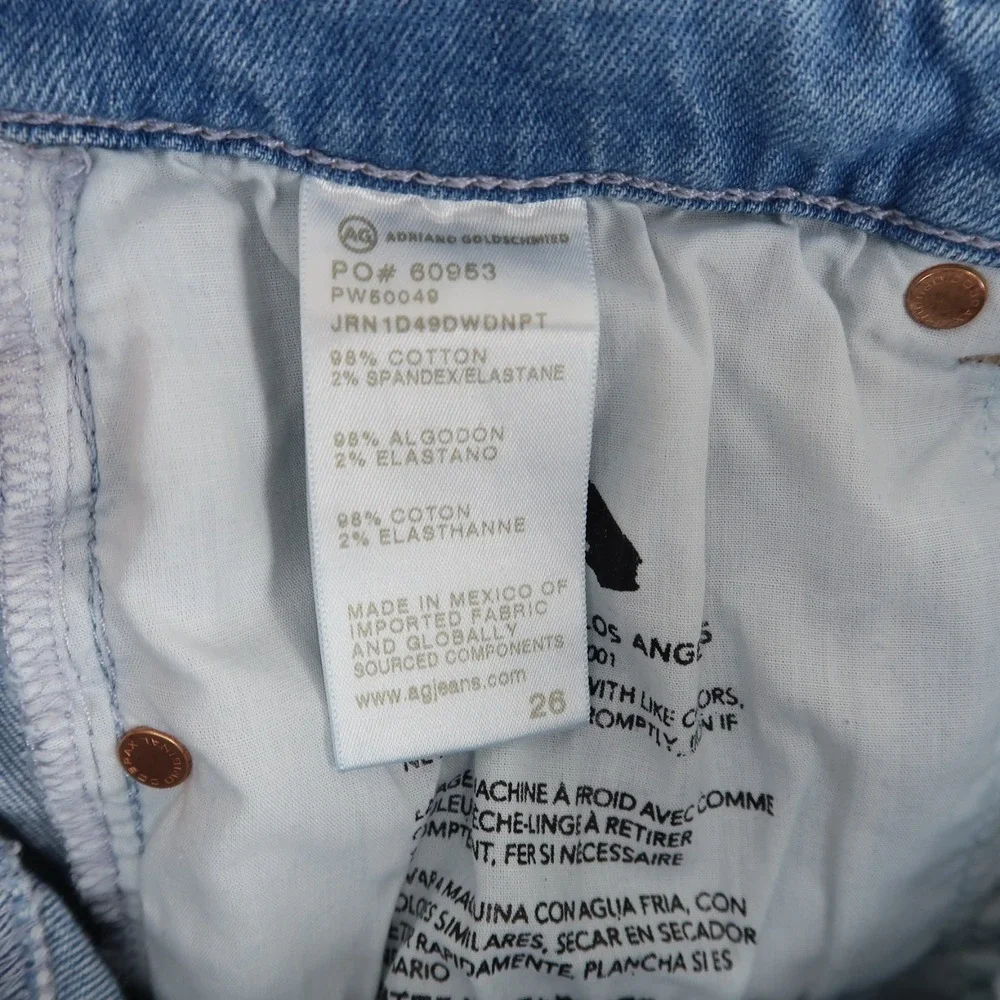 AG ADRIANO GOLDSCHMIED
PO# 60953
PW50049
JRN1D49DWDNPT
98% COTTON
2% SPANDEX/ELASTANE
98% ALGODON
2% ELASTANO
98% COTON
2% ELASTHANNE
MADE IN MEXICO OF
IMPORTED FABRIC
AND GLOBALLY
SOURCED COMPONENTS
www.agjeans.com
26
LOS ANG
001
WITH LIKE
IF
MACHINE A FROID AVEC COMME
SÈCHE-LINGE À RETIRER
FER SI NÉCESSAIRE
CON AGUA FRIA, CON
SIMILARES, SECAR EN SECADOR
RAPIDAMENTE, PLANCHA SI ES